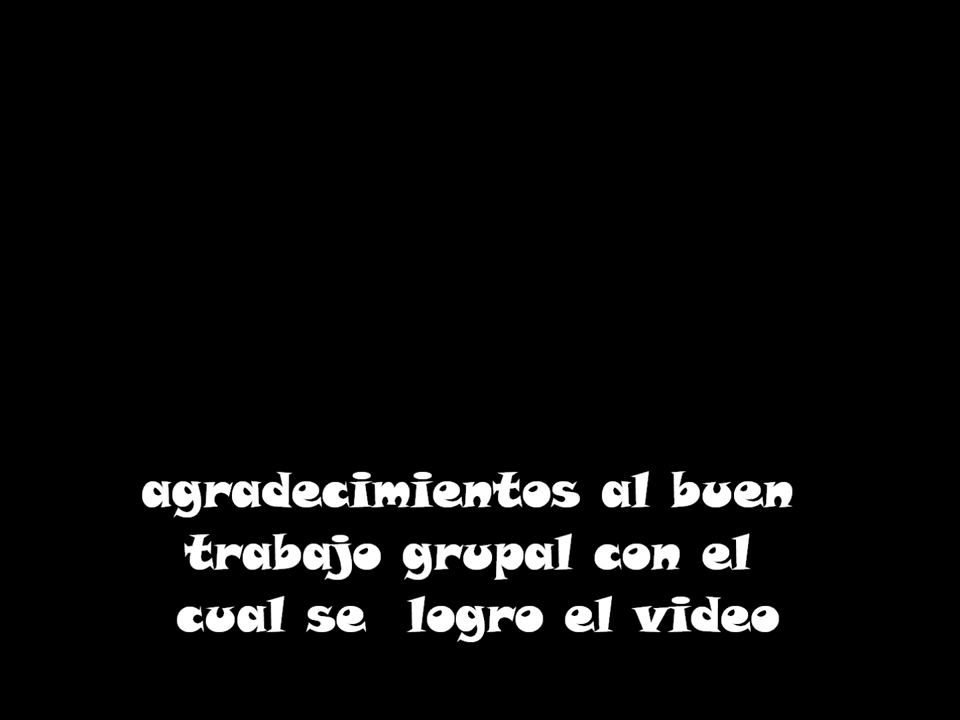 agradecimientos al buen
trabajo grupal con el
cual se logro el video